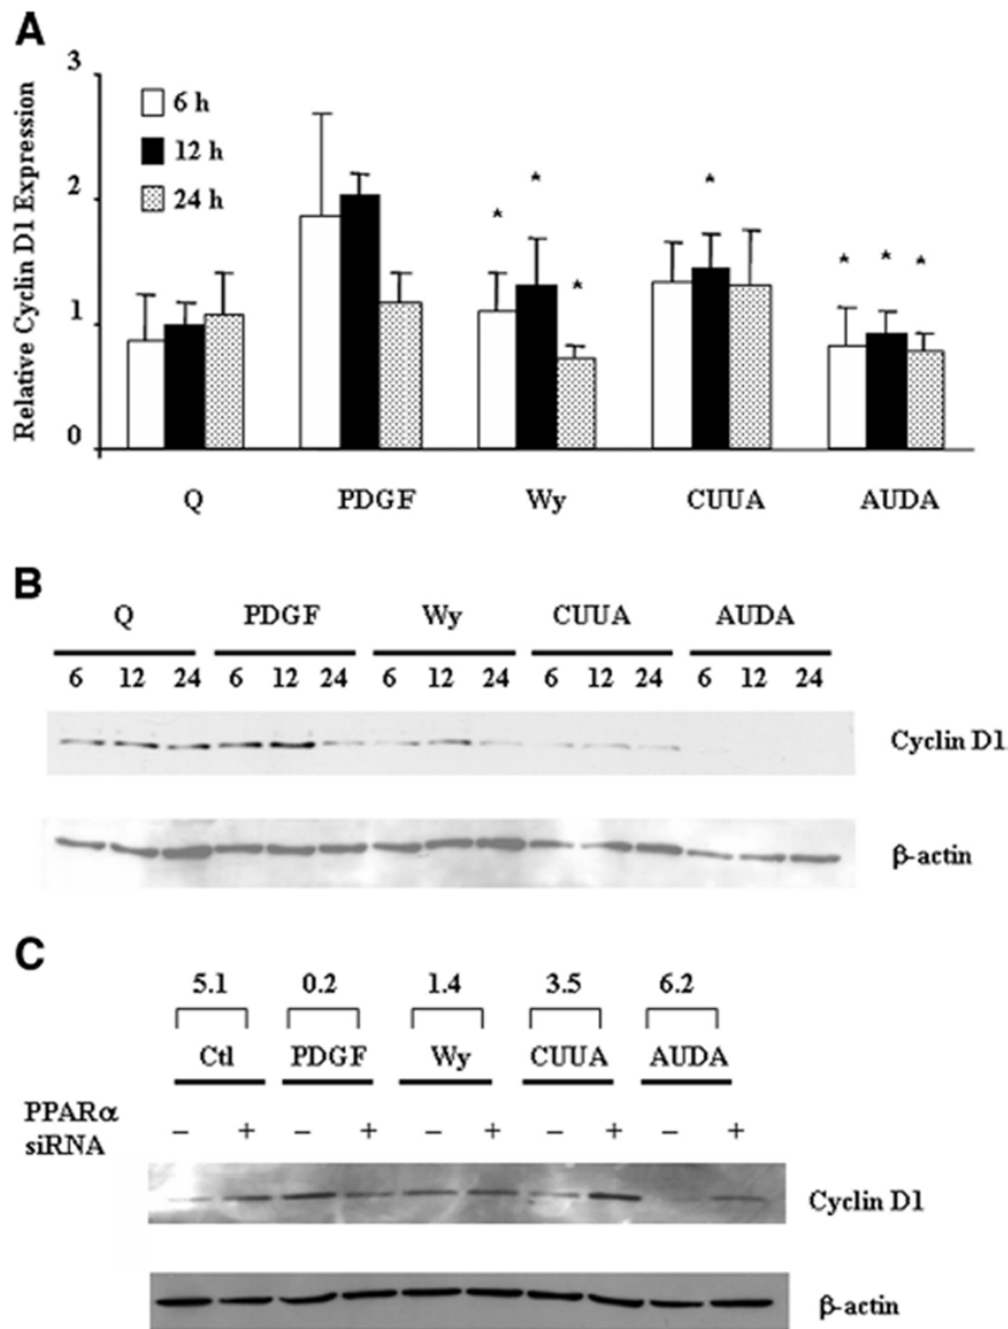 A
3
2
1
0
Relative Cyclin D1 Expression
6 h
12 h
24 h
* * * * * * *
Q PDGF Wy CUUA AUDA
B
Q PDGF Wy CUUA AUDA
6 12 24 6 12 24 6 12 24 6 12 24 6 12 24
Cyclin D1
β-actin
C
5.1 0.2 1.4 3.5 6.2
Ctl PDGF Wy CUUA AUDA
PPARα
siRNA
– + – + – + – + – +
Cyclin D1
β-actin